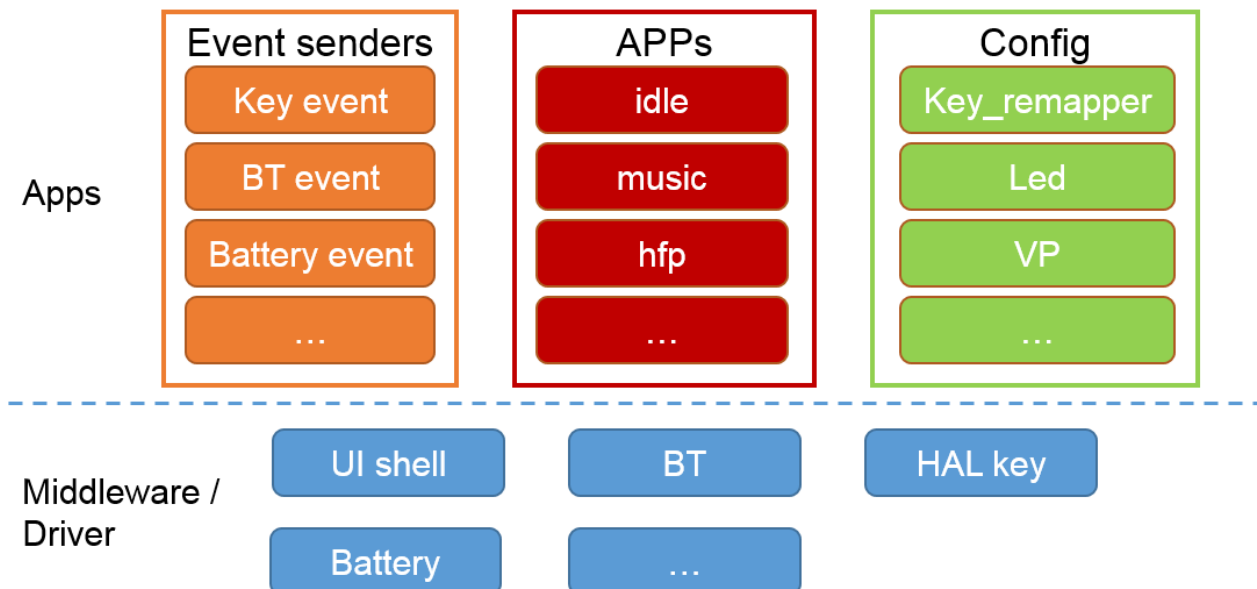 Event senders
Key event
BT event
Battery event
...
APPs
idle
music
hfp
...
Config
Key_remapper
Led
VP
...
Apps
UI shell
BT
HAL key
Middleware /
Driver
Battery
...